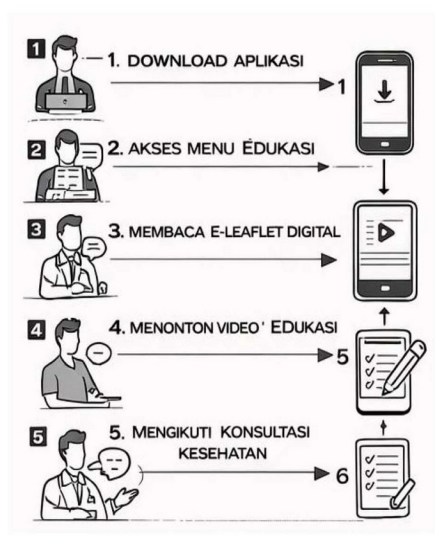 1 1. DOWNLOAD APLIKASI 1
2 2. AKSES MENU ÉDUKASI
3 3. MEMBACA E-LEAFLET DIGITAL
4 4. MENONTON VIDEO' EDUKASI 5
5 5. MENGIKUTI KONSULTASI
KESEHATAN 6